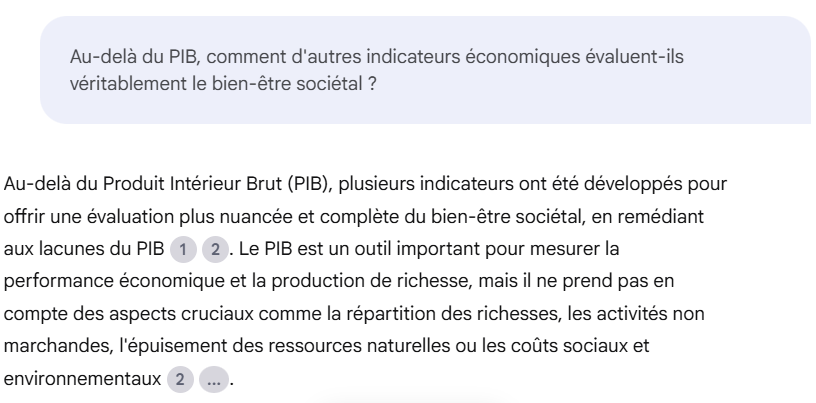 Au-delà du PIB, comment d'autres indicateurs économiques évaluent-ils
véritablement le bien-être sociétal ?
Au-delà du Produit Intérieur Brut (PIB), plusieurs indicateurs ont été développés pour
offrir une évaluation plus nuancée et complète du bien-être sociétal, en remédiant
aux lacunes du PIB 1 2. Le PIB est un outil important pour mesurer la
performance économique et la production de richesse, mais il ne prend pas en
compte des aspects cruciaux comme la répartition des richesses, les activités non
marchandes, l'épuisement des ressources naturelles ou les coûts sociaux et
environnementaux 2 ... .